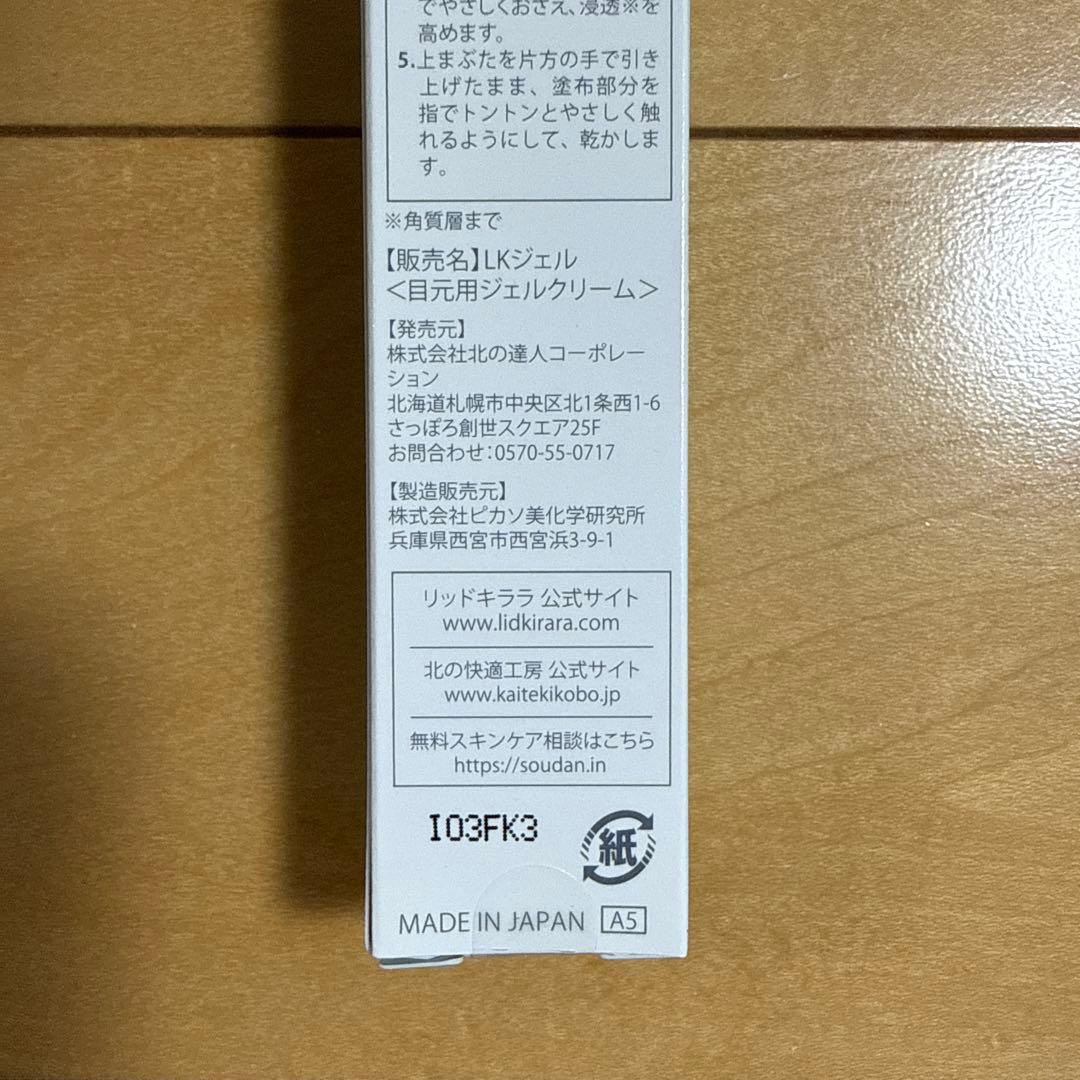 でやさしくおさえ、浸透※を
高めます。
5.上まぶたを片方の手で引き
上げたまま、塗布部分を
指でトントンとやさしく触
れるようにして、乾かしま
す。
※角質層まで
【販売名】LKジェル
＜目元用ジェルクリーム＞
【発売元】
株式会社北の達人コーポレー
ション
北海道札幌市中央区北1条西1-6
さっぽろ創世スクエア25F
お問合わせ：0570-55-0717
【製造販売元】
株式会社ピカソ美化学研究所
兵庫県西宮市西宮浜3-9-1
リッドキララ 公式サイト
www.lidkirara.com
北の快適工房 公式サイト
www.kaitekikobo.jp
無料スキンケア相談はこちら
https://soudan.in
I03FK3
紙
MADE IN JAPAN A5